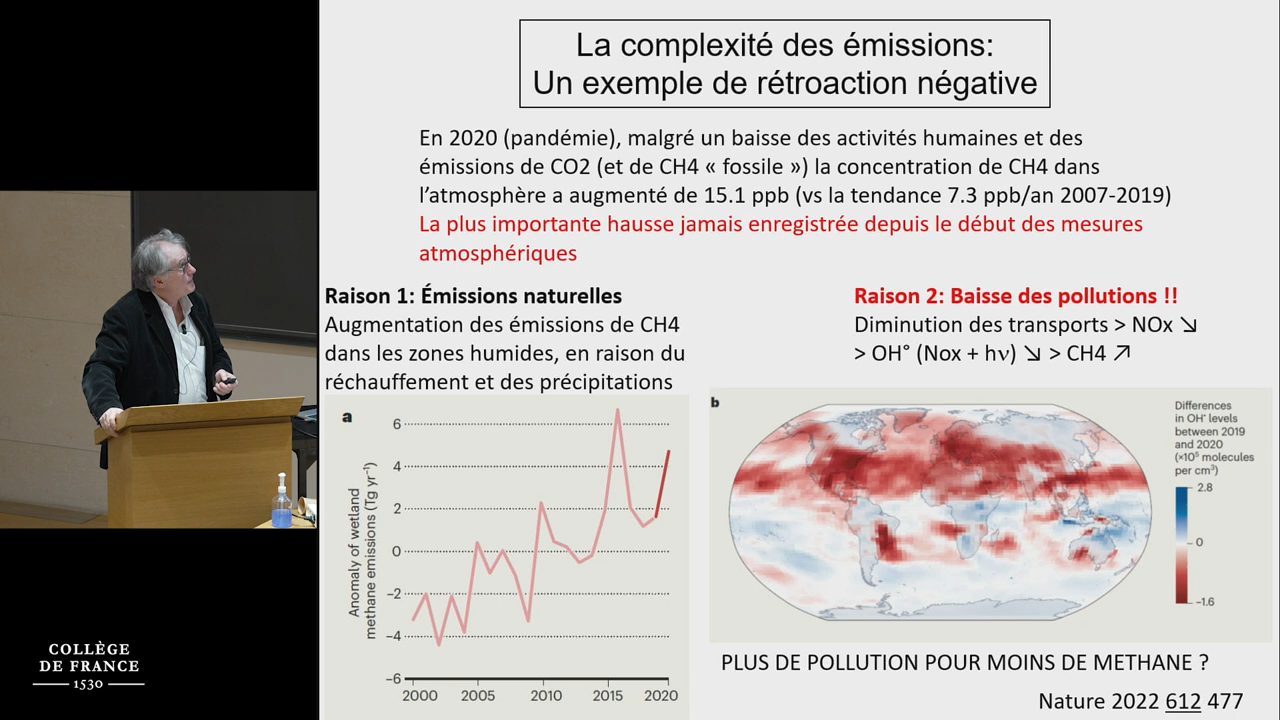 La complexité des émissions:
Un exemple de rétroaction négative
En 2020 (pandémie), malgré un baisse des activités humaines et des
émissions de CO2 (et de CH4 « fossile ») la concentration de CH4 dans
l’atmosphère a augmenté de 15.1 ppb (vs la tendance 7.3 ppb/an 2007-2019)
La plus importante hausse jamais enregistrée depuis le début des mesures
atmosphériques
Raison 1: Émissions naturelles
Augmentation des émissions de CH4
dans les zones humides, en raison du
réchauffement et des précipitations
Raison 2: Baisse des pollutions !!
Diminution des transports > NOx ↘
> OH° (Nox + hν) ↘ > CH4 ↗
a
Anomaly of wetland
methane emissions (Tg yr⁻¹)
6
4
2
0
−2
−4
−6
2000
2005
2010
2015
2020
b
Differences
in OH• levels
between 2019
and 2020
(×10⁵ molecules
per cm³)
2.8
0
−1.6
PLUS DE POLLUTION POUR MOINS DE METHANE ?
Nature 2022 612 477
COLLÈGE
DE FRANCE
1530